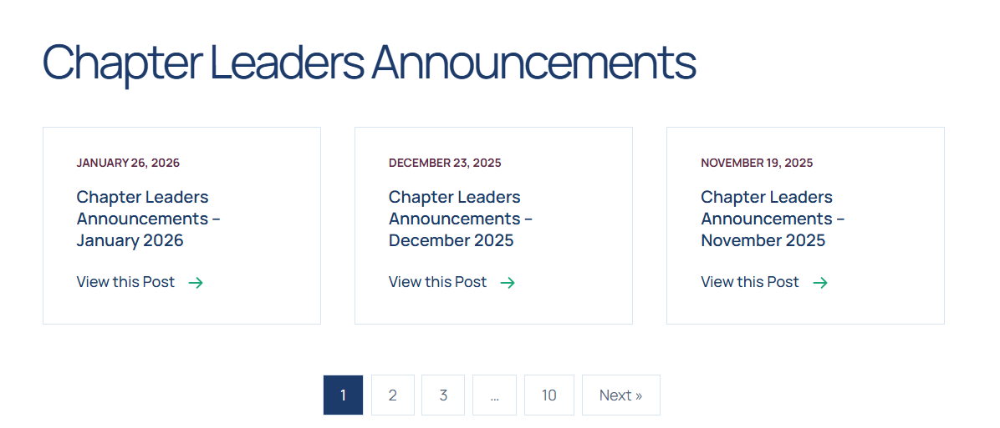 Chapter Leaders Announcements
JANUARY 26, 2026
Chapter Leaders
Announcements –
January 2026
View this Post →
DECEMBER 23, 2025
Chapter Leaders
Announcements –
December 2025
View this Post →
NOVEMBER 19, 2025
Chapter Leaders
Announcements –
November 2025
View this Post →
1 2 3 … 10 Next »